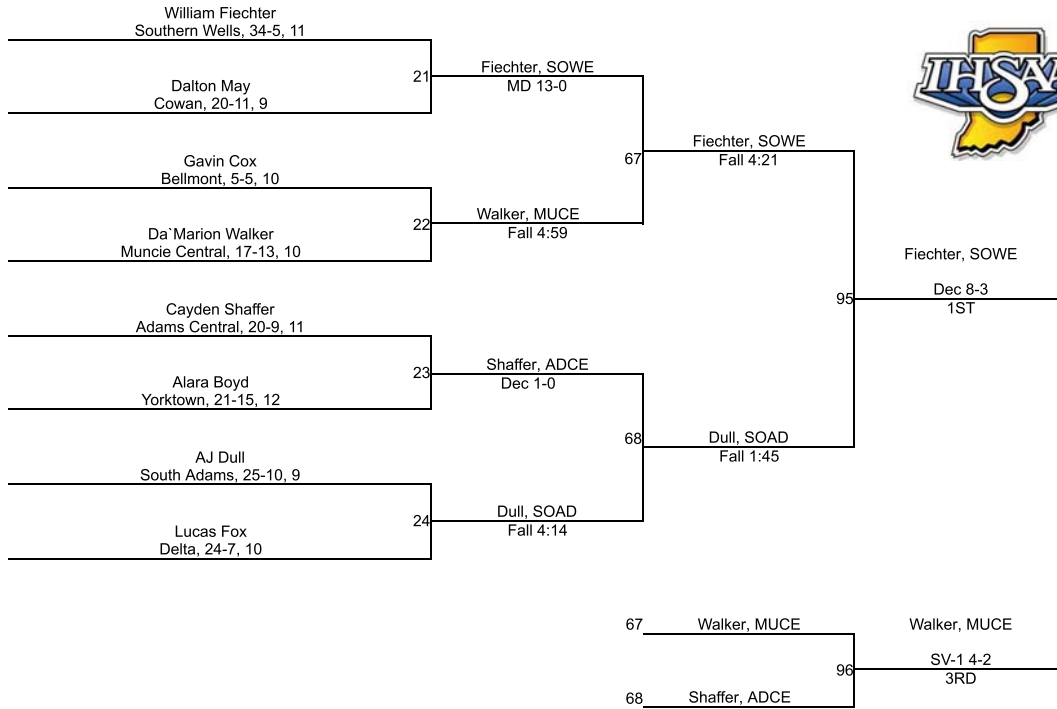 William Fiechter
Southern Wells, 34-5, 11
21
Fiechter, SOWE
MD 13-0
Dalton May
Cowan, 20-11, 9
67
Fiechter, SOWE
Fall 4:21
Gavin Cox
Bellmont, 5-5, 10
22
Walker, MUCE
Fall 4:59
Da`Marion Walker
Muncie Central, 17-13, 10
95
Fiechter, SOWE
Dec 8-3
1ST
Cayden Shaffer
Adams Central, 20-9, 11
23
Shaffer, ADCE
Dec 1-0
Alara Boyd
Yorktown, 21-15, 12
68
Dull, SOAD
Fall 1:45
AJ Dull
South Adams, 25-10, 9
24
Dull, SOAD
Fall 4:14
Lucas Fox
Delta, 24-7, 10
67
Walker, MUCE
96
Walker, MUCE
SV-1 4-2
3RD
68
Shaffer, ADCE
IHSAA